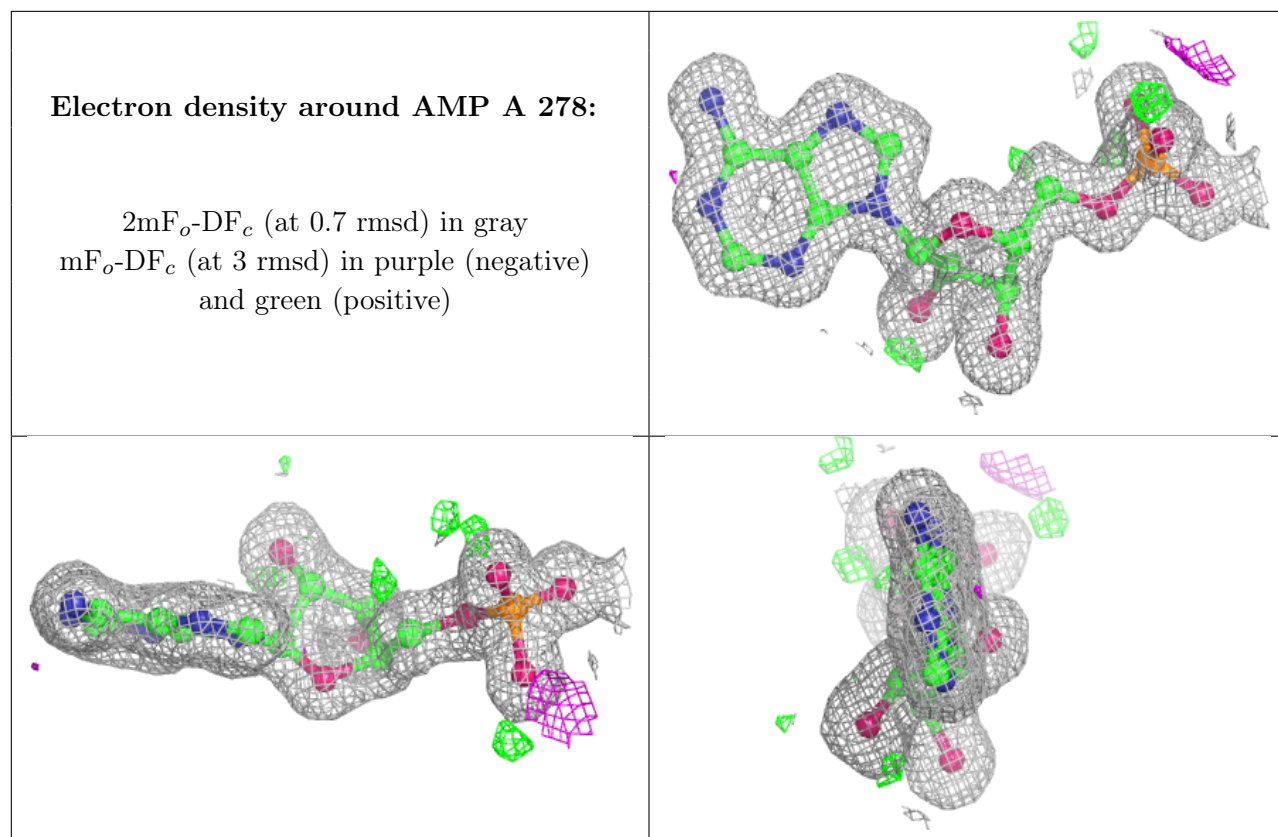 Electron density around AMP A 278:
2mFo-DFc (at 0.7 rmsd) in gray
mFo-DFc (at 3 rmsd) in purple (negative)
and green (positive)